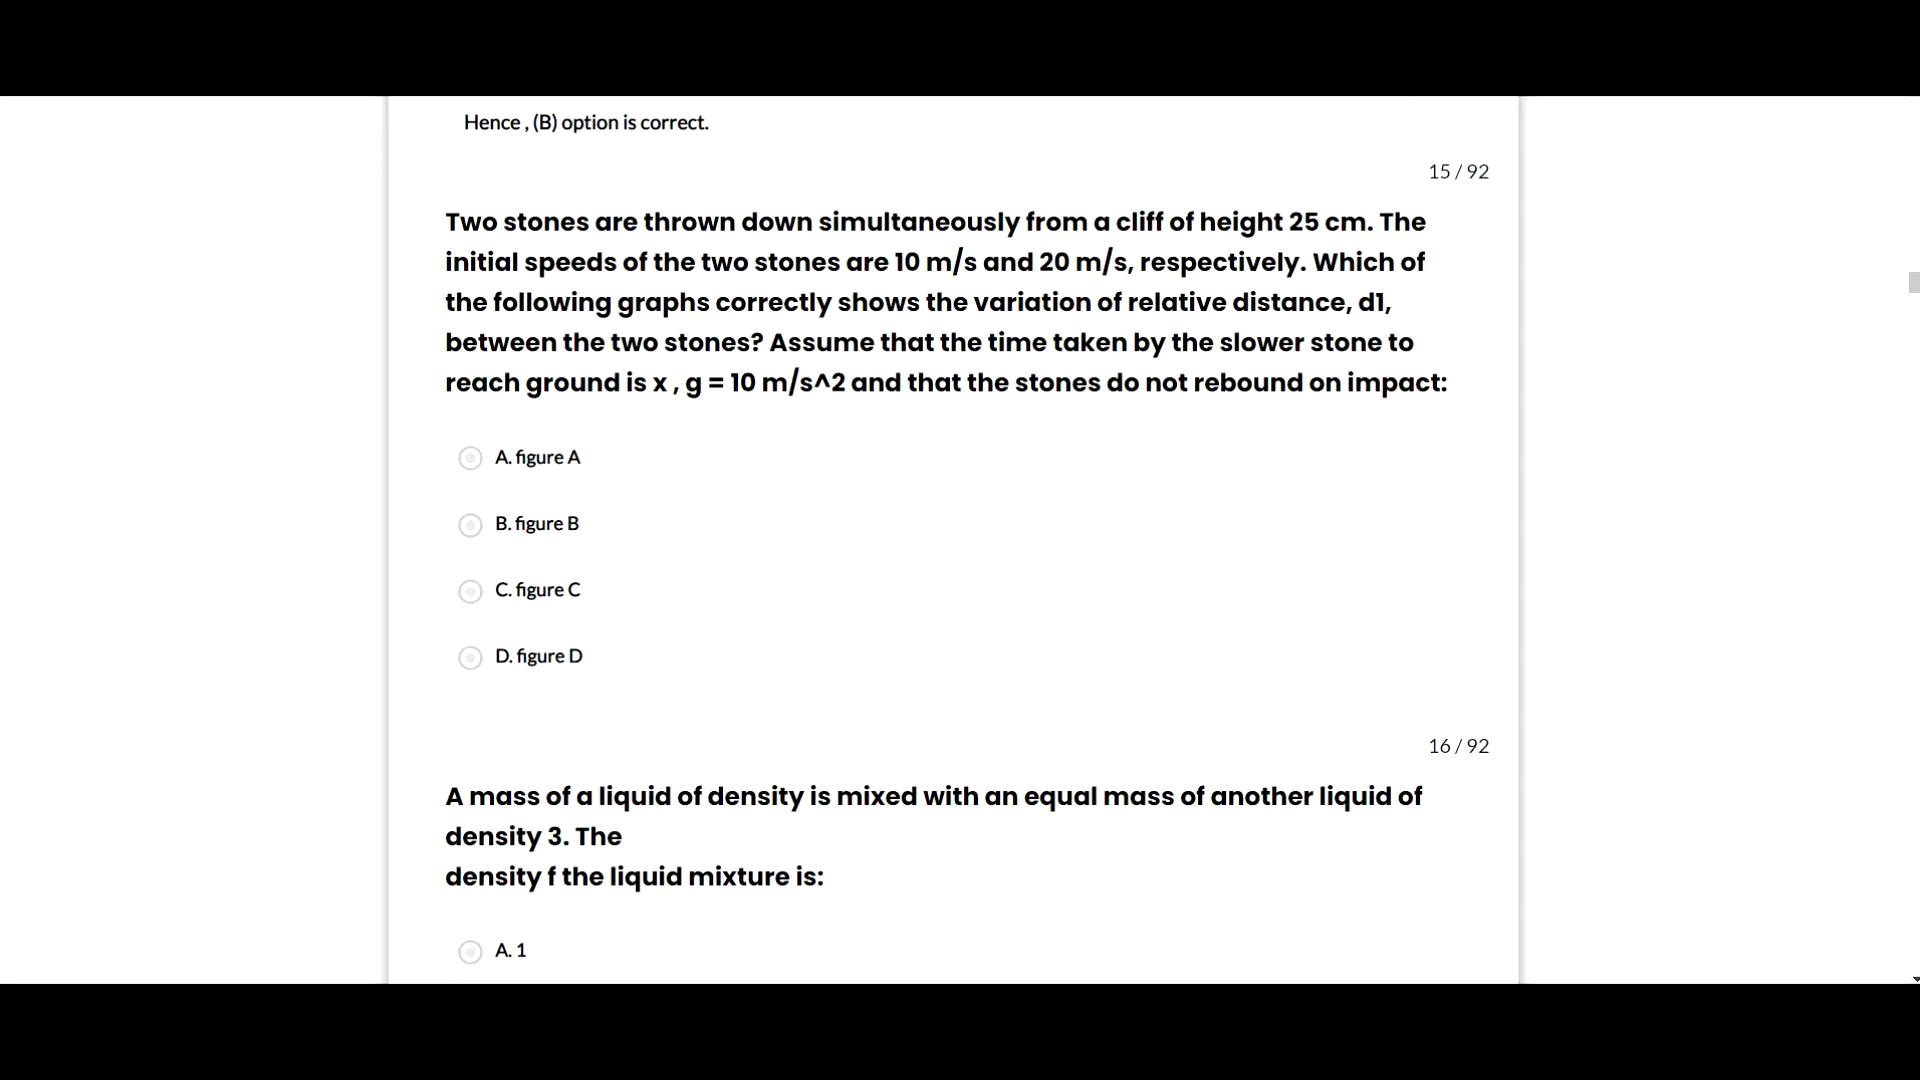 Hence , (B) option is correct.
15 / 92
Two stones are thrown down simultaneously from a cliff of height 25 cm. The
initial speeds of the two stones are 10 m/s and 20 m/s, respectively. Which of
the following graphs correctly shows the variation of relative distance, d1,
between the two stones? Assume that the time taken by the slower stone to
reach ground is x , g = 10 m/s^2 and that the stones do not rebound on impact:
A. figure A
B. figure B
C. figure C
D. figure D
16 / 92
A mass of a liquid of density is mixed with an equal mass of another liquid of
density 3. The
density f the liquid mixture is:
A. 1